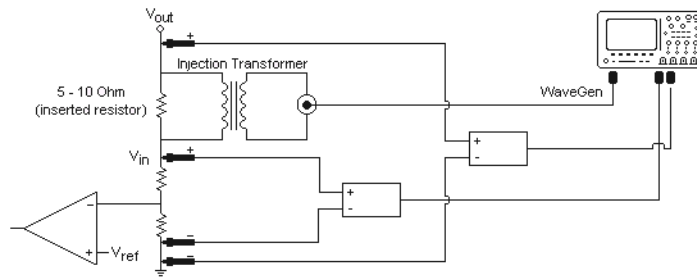 Vout
+
Injection Transformer
5 - 10 Ohm
(inserted resistor)
WaveGen
Vin
+
+
-
+
-
-
+
Vref
-
-